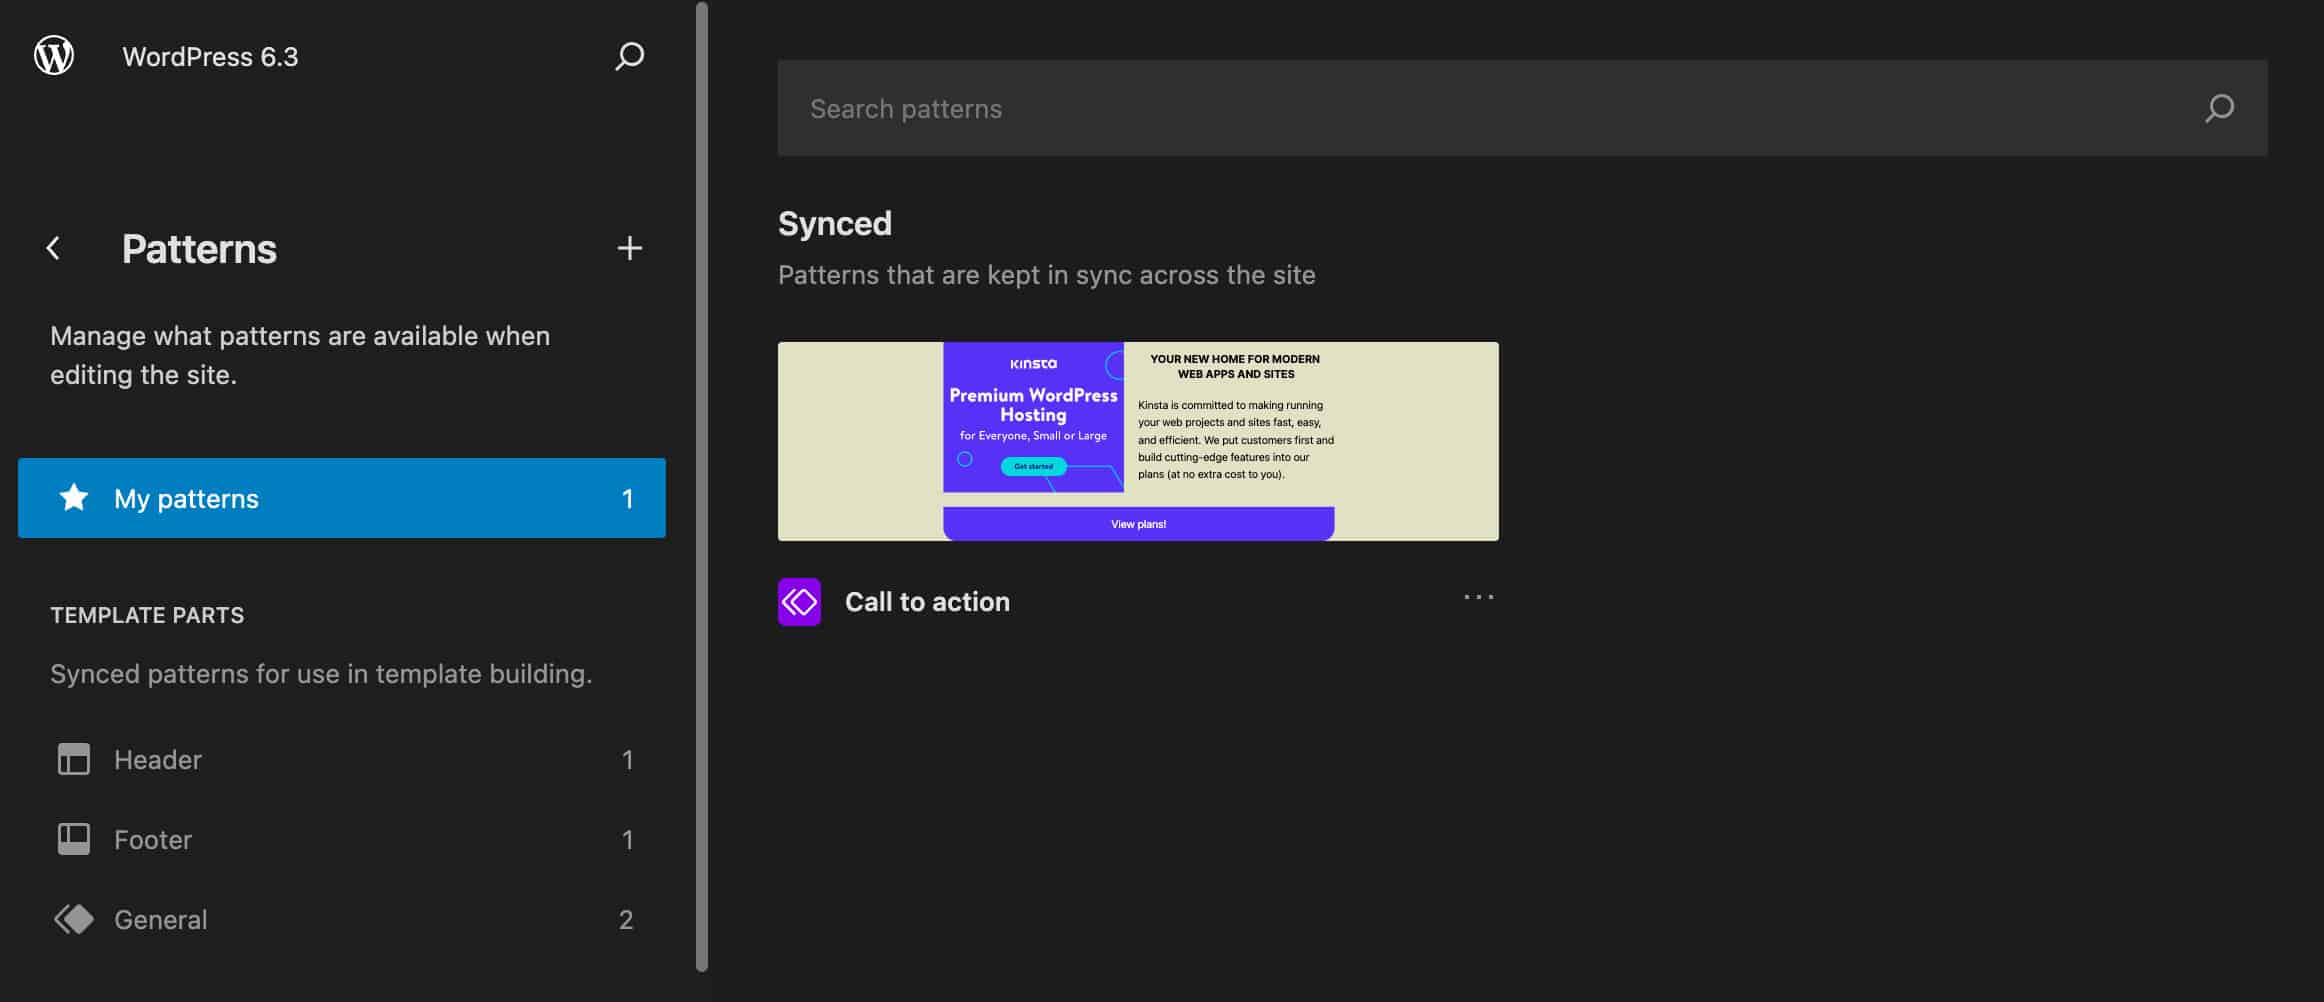 WordPress 6.3
Patterns
Manage what patterns are available when
editing the site.
My patterns 1
TEMPLATE PARTS
Synced patterns for use in template building.
Header 1
Footer 1
General 2
Search patterns
Synced
Patterns that are kept in sync across the site
KINSTA
Premium WordPress
Hosting
for Everyone, Small or Large
Get started
YOUR NEW HOME FOR MODERN
WEB APPS AND SITES
Kinsta is committed to making running
your web projects and sites fast, easy,
and efficient. We put customers first and
build cutting-edge features into our
plans (at no extra cost to you).
View plans!
Call to action